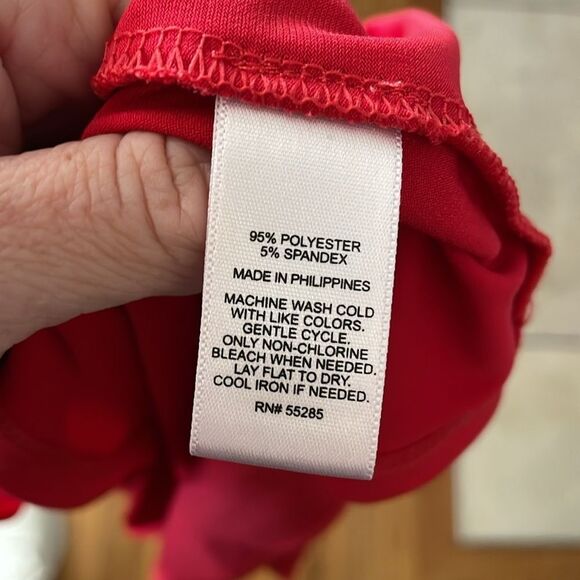 95% POLYESTER
5% SPANDEX
MADE IN PHILIPPINES
MACHINE WASH COLD
WITH LIKE COLORS.
GENTLE CYCLE.
ONLY NON-CHLORINE
BLEACH WHEN NEEDED.
LAY FLAT TO DRY.
COOL IRON IF NEEDED.
RN# 55285